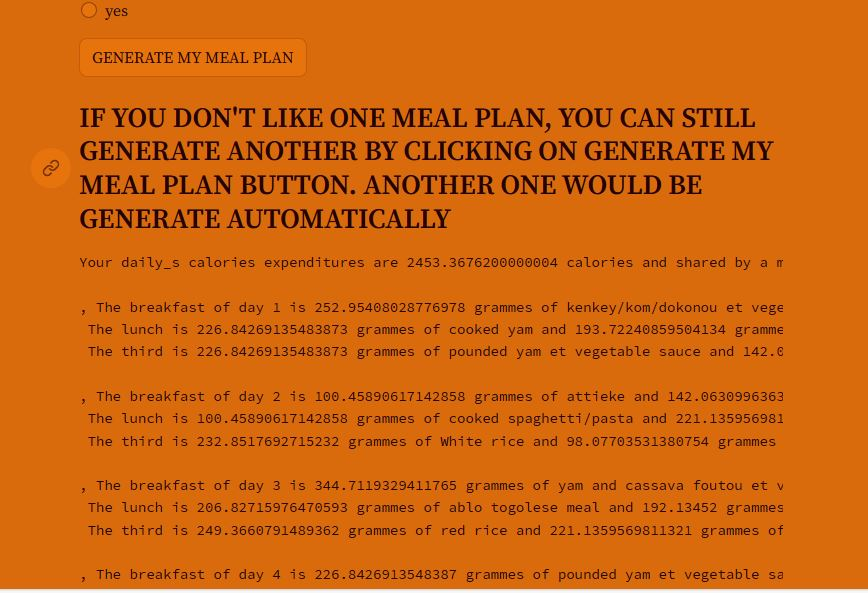 yes
GENERATE MY MEAL PLAN
IF YOU DON'T LIKE ONE MEAL PLAN, YOU CAN STILL
GENERATE ANOTHER BY CLICKING ON GENERATE MY
MEAL PLAN BUTTON. ANOTHER ONE WOULD BE
GENERATE AUTOMATICALLY
Your daily_s calories expenditures are 2453.3676200000004 calories and shared by a m
, The breakfast of day 1 is 252.95408028776978 grammes of kenkey/kom/dokonou et vege
The lunch is 226.84269135483873 grammes of cooked yam and 193.72240859504134 gramme
The third is 226.84269135483873 grammes of pounded yam et vegetable sauce and 142.0
, The breakfast of day 2 is 100.45890617142858 grammes of attieke and 142.0630996363
The lunch is 100.45890617142858 grammes of cooked spaghetti/pasta and 221.135956981
The third is 232.8517692715232 grammes of White rice and 98.07703531380754 grammes
, The breakfast of day 3 is 344.7119329411765 grammes of yam and cassava foutou et v
The lunch is 206.82715976470593 grammes of ablo togolese meal and 192.13452 grammes
The third is 249.3660791489362 grammes of red rice and 221.1359569811321 grammes of
, The breakfast of day 4 is 226.8426913548387 grammes of pounded yam et vegetable sa